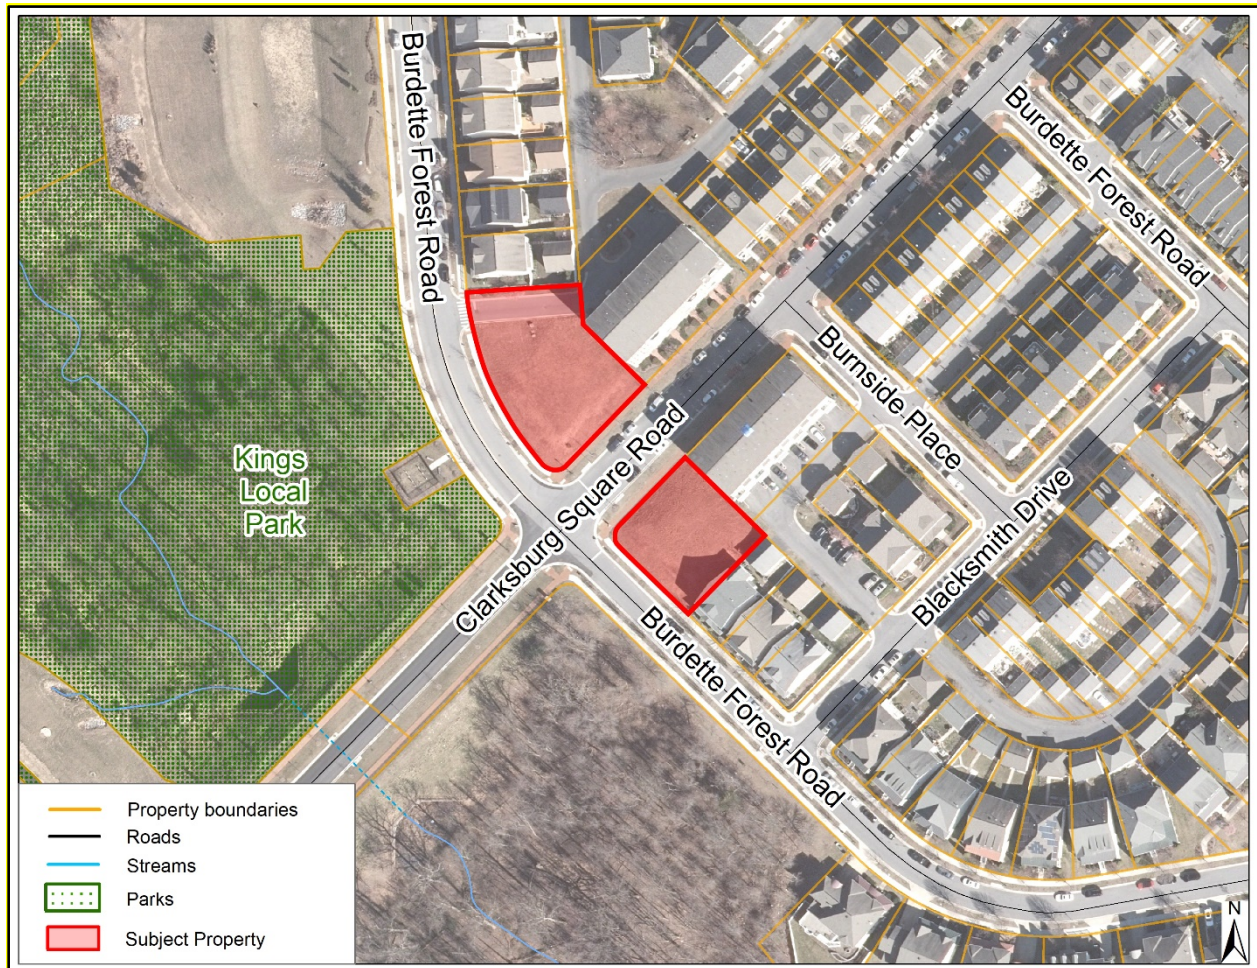 Burdette Forest Road
Burdette Forest Road
Burnside Place
Kings
Local
Park
Clarksburg Square Road
Blacksmith Drive
Burdette Forest Road
Property boundaries
Roads
Streams
Parks
Subject Property
N